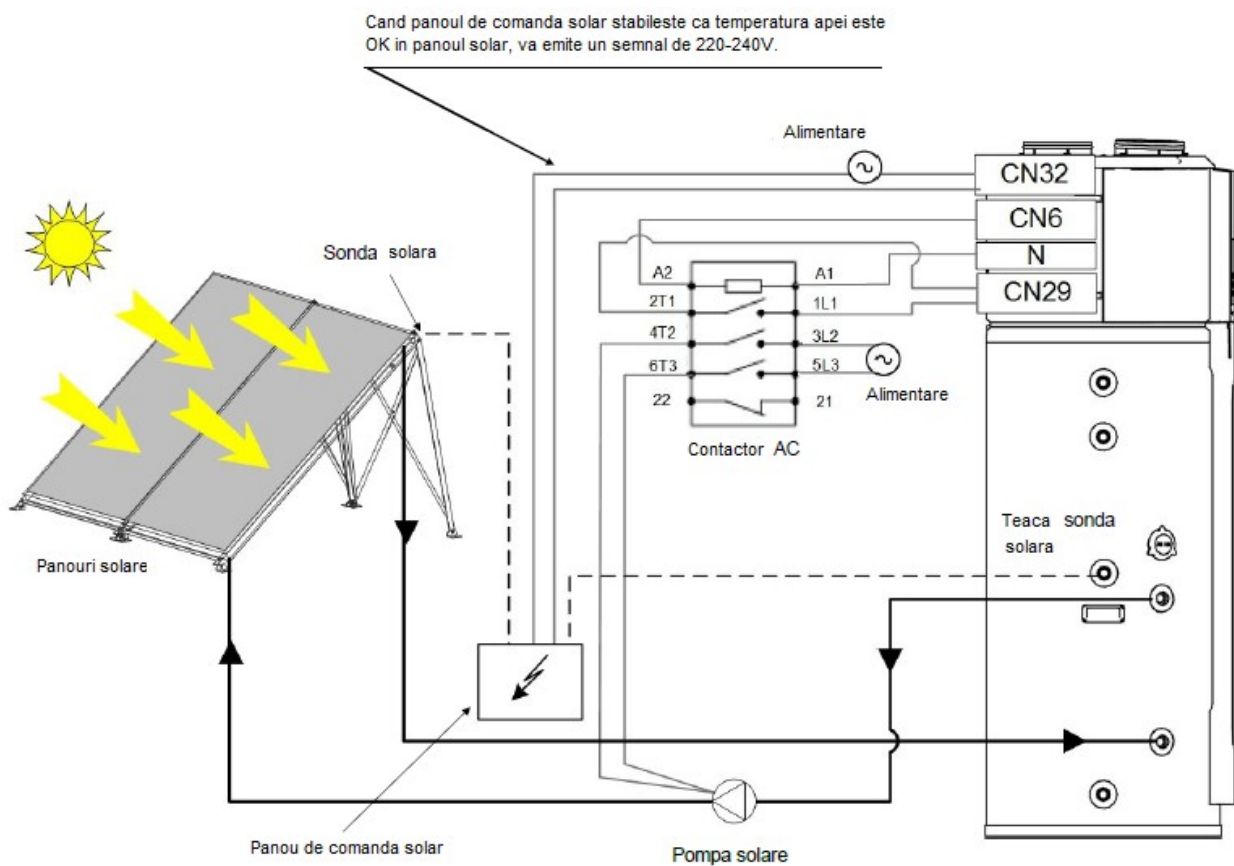 Cand panoul de comanda solar stabileste ca temperatura apei este
OK in panoul solar, va emite un semnal de 220-240V.
Alimentare
CN32
CN6
N
CN29
Sonda solara
A2
A1
2T1
1L1
4T2
3L2
6T3
5L3
22
21
Alimentare
Contactor AC
Teaca sonda
solara
Panouri solare
Panou de comanda solar
Pompa solare